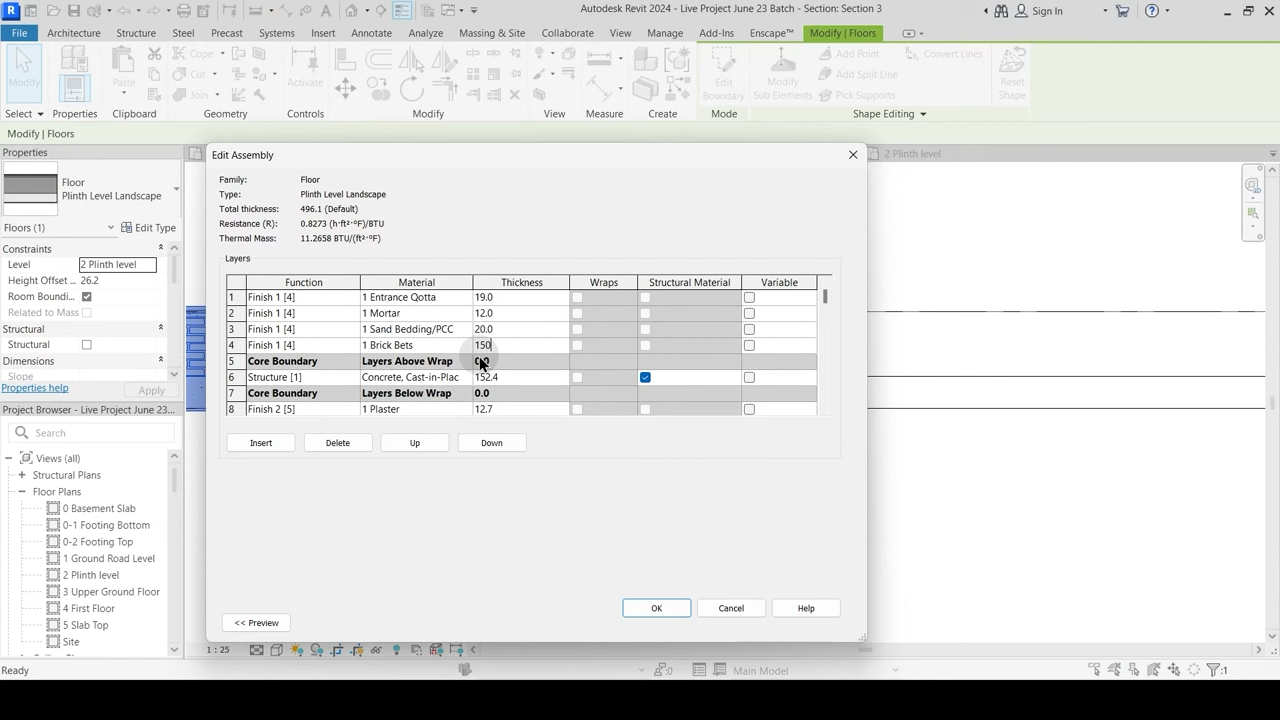 Autodesk Revit 2024 - Live Project June 23 Batch - Section: Section 3
Sign In
File Architecture Structure Steel Precast Systems Insert Annotate Analyze Massing & Site Collaborate View Manage Add-Ins Enscape™ Modify | Floors
Modify
Paste
Cope
Cut
Join
Activate
Edit
Boundary
Modify
Sub Elements
Add Point
Add Split Line
Pick Supports
Convert Lines
Reset
Shape
Select Properties Clipboard Geometry Controls Modify View Measure Create Mode Shape Editing
Modify | Floors
Properties
Floor
Plinth Level Landscape
Floors (1) Edit Type
Constraints
Level 2 Plinth level
Height Offset ... 26.2
Room Boundi...
Related to Mass
Structural
Structural
Dimensions
Slope
Properties help Apply
Project Browser - Live Project June 23...
Search
Views (all)
Structural Plans
Floor Plans
0 Basement Slab
0-1 Footing Bottom
0-2 Footing Top
1 Ground Road Level
2 Plinth level
3 Upper Ground Floor
4 First Floor
5 Slab Top
Site
2 Plinth level
Edit Assembly
Family: Floor
Type: Plinth Level Landscape
Total thickness: 496.1 (Default)
Resistance (R): 0.8273 (h·ft²·ºF)/BTU
Thermal Mass: 11.2658 BTU/(ft²·ºF)
Layers
Function Material Thickness Wraps Structural Material Variable
1 Finish 1 [4] 1 Entrance Qotta 19.0
2 Finish 1 [4] 1 Mortar 12.0
3 Finish 1 [4] 1 Sand Bedding/PCC 20.0
4 Finish 1 [4] 1 Brick Bets 150
5 Core Boundary Layers Above Wrap 0.0
6 Structure [1] Concrete, Cast-in-Plac 152.4
7 Core Boundary Layers Below Wrap 0.0
8 Finish 2 [5] 1 Plaster 12.7
Insert Delete Up Down
OK Cancel Help
<< Preview
1 : 25
Ready
:0
Main Model
:1